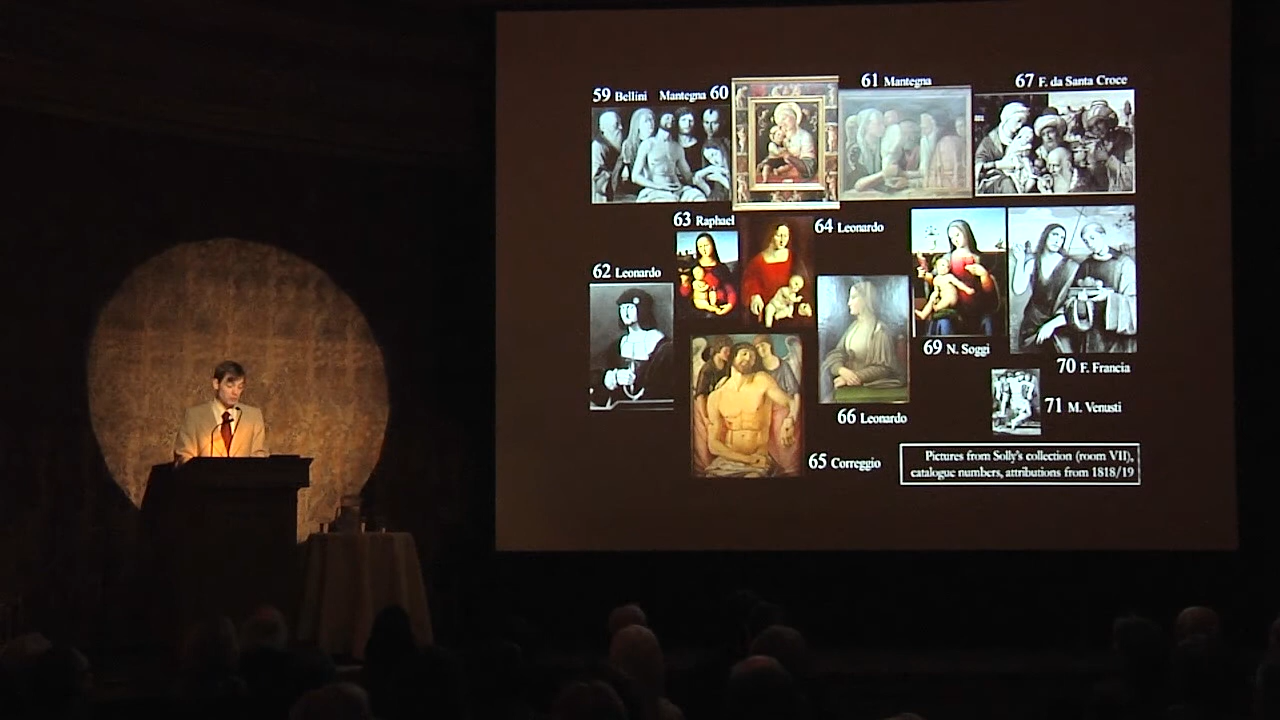 59 Bellini Mantegna 60
61 Mantegna
67 F. da Santa Croce
63 Raphael
64 Leonardo
62 Leonardo
69 N. Soggi
70 F. Francia
66 Leonardo
71 M. Venusti
65 Correggio
Pictures from Solly's collection (room VII),
catalogue numbers, attributions from 1818/19